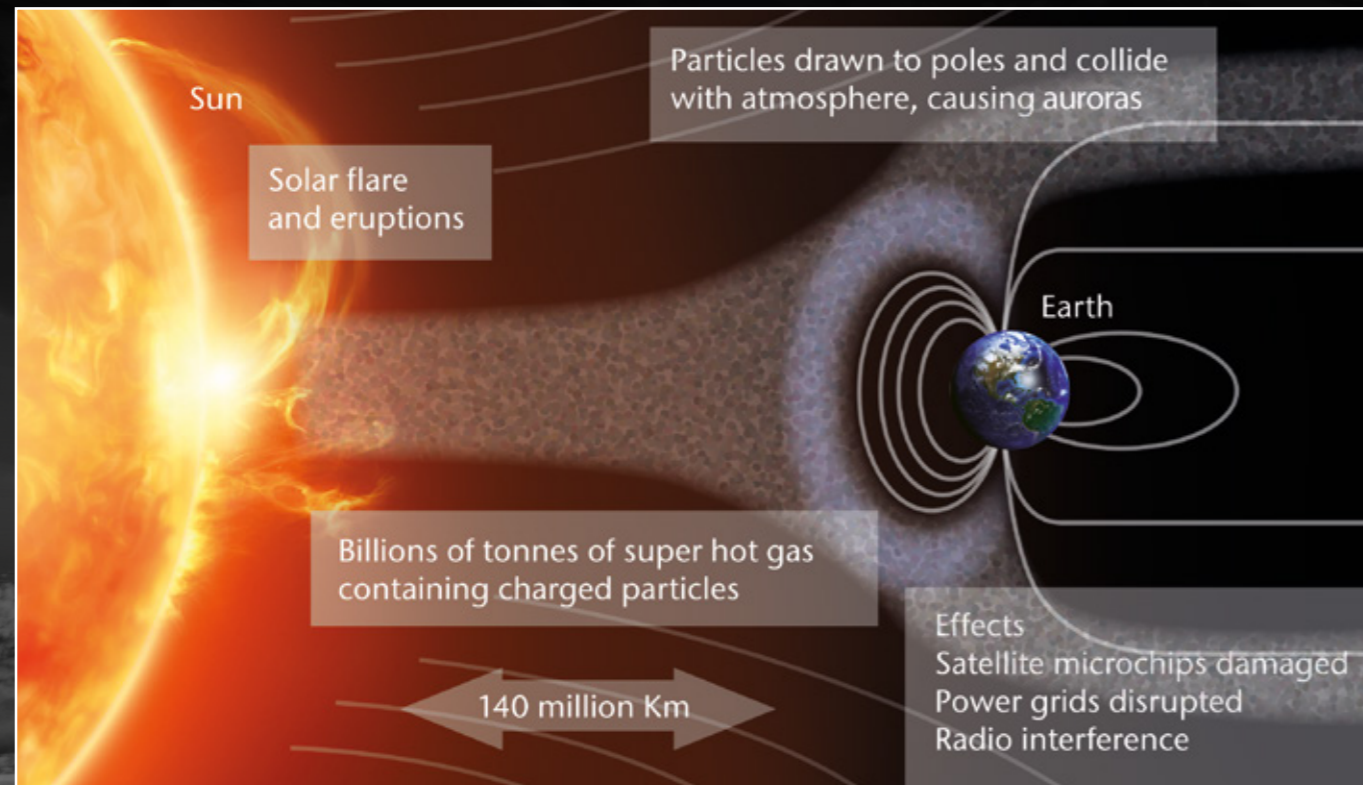 Sun
Solar flare
and eruptions
Particles drawn to poles and collide
with atmosphere, causing auroras
Earth
Billions of tonnes of super hot gas
containing charged particles
140 million Km
Effects
Satellite microchips damaged
Power grids disrupted
Radio interference